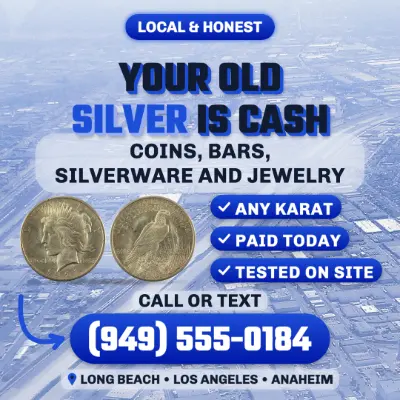 LOCAL & HONEST
YOUR OLD
SILVER IS CASH
COINS, BARS,
SILVERWARE AND JEWELRY
ANY KARAT
PAID TODAY
TESTED ON SITE
CALL OR TEXT
(949) 555-0184
LONG BEACH • LOS ANGELES • ANAHEIM